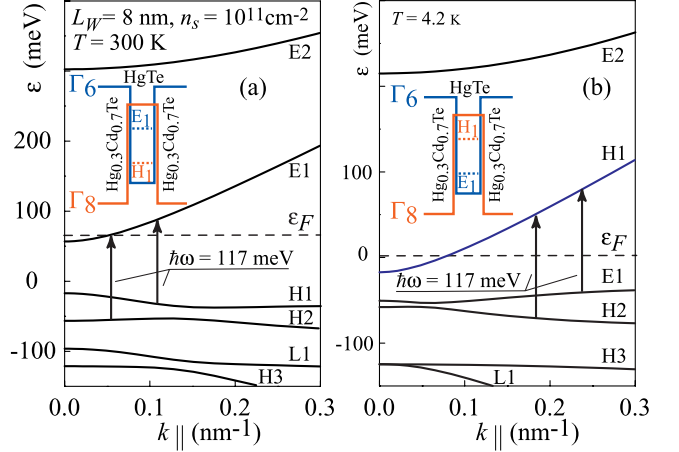 L_W = 8 nm, n_s = 10^11 cm^-2
T = 300 K
ε (meV)
300
200
100
0
-100
E2
Γ6
HgTe
(a)
Hg0.3Cd0.7Te
E1
H1
Hg0.3Cd0.7Te
Γ8
E1
ε_F
ħω = 117 meV
H1
H2
L1
H3
0.0 0.1 0.2 0.3
k|| (nm-1)
T = 4.2 K
ε (meV)
200
100
0
-100
E2
Γ6
HgTe
(b)
Hg0.3Cd0.7Te
H1
E1
Hg0.3Cd0.7Te
Γ8
H1
ε_F
ħω = 117 meV
E1
H2
H3
L1
0.0 0.1 0.2 0.3
k|| (nm-1)